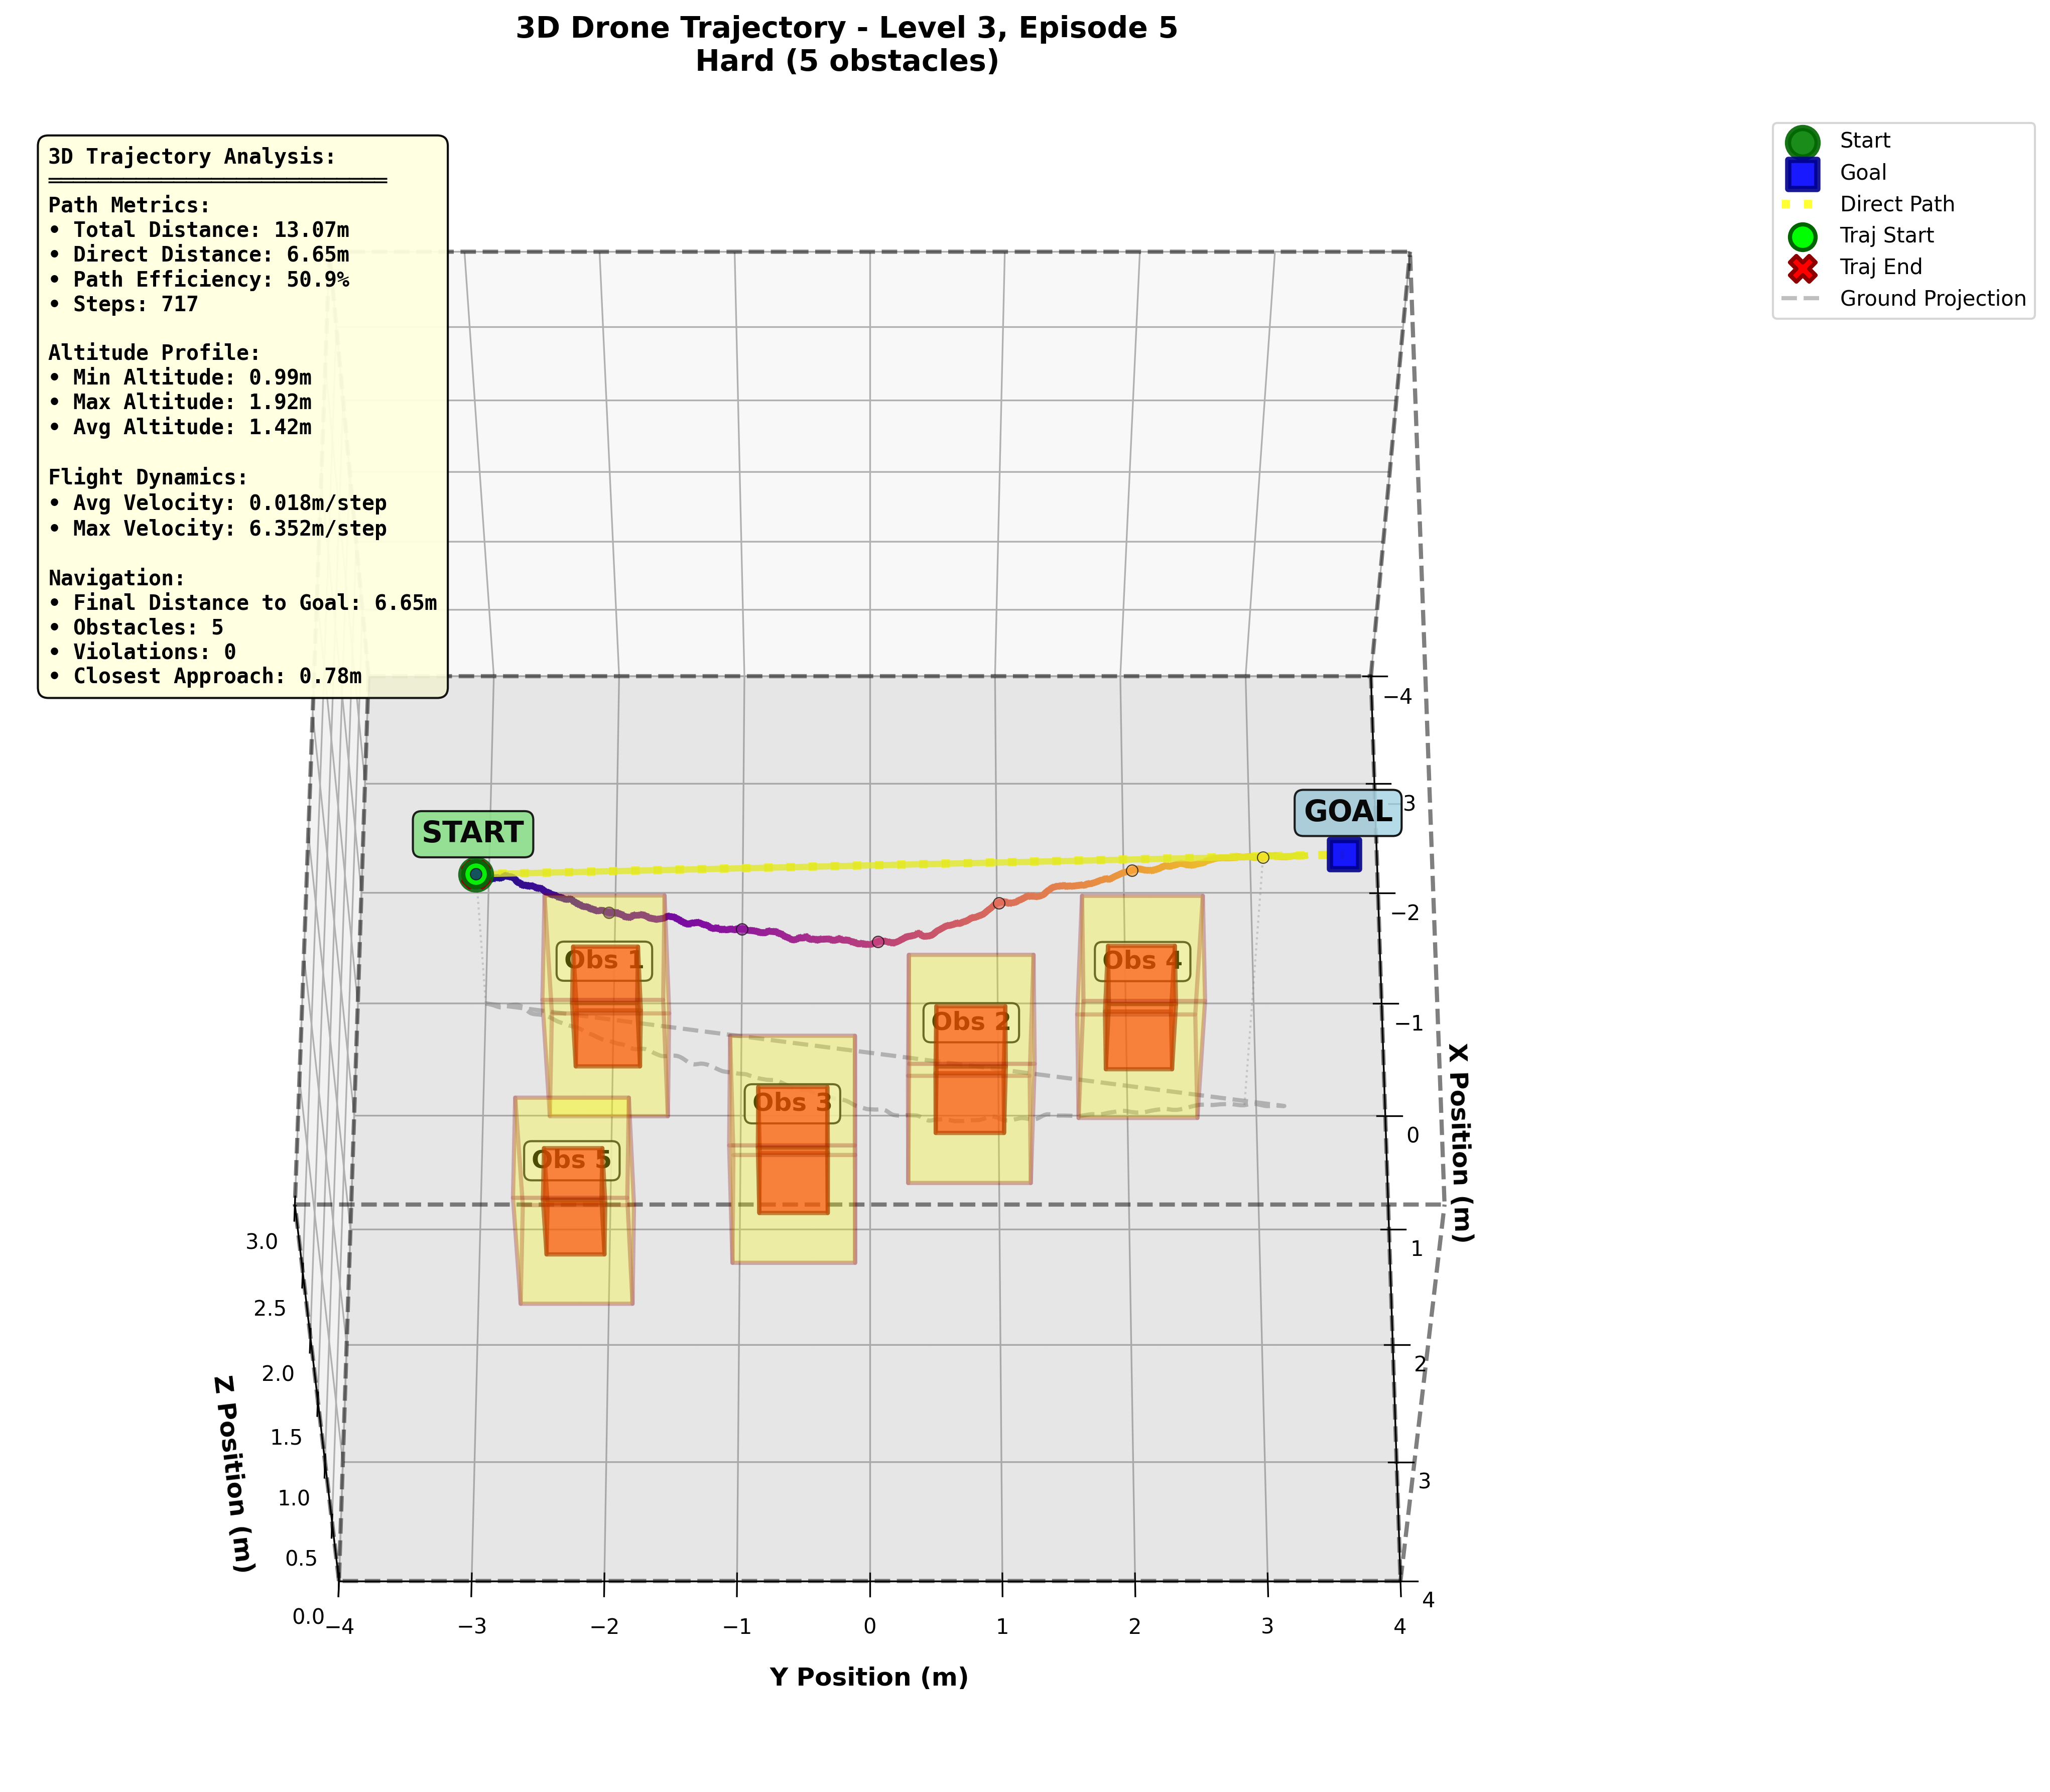 3D Drone Trajectory - Level 3, Episode 5
Hard (5 obstacles)
3D Trajectory Analysis:
Path Metrics:
• Total Distance: 13.07m
• Direct Distance: 6.65m
• Path Efficiency: 50.9%
• Steps: 717
Altitude Profile:
• Min Altitude: 0.99m
• Max Altitude: 1.92m
• Avg Altitude: 1.42m
Flight Dynamics:
• Avg Velocity: 0.018m/step
• Max Velocity: 6.352m/step
Navigation:
• Final Distance to Goal: 6.65m
• Obstacles: 5
• Violations: 0
• Closest Approach: 0.78m
Start
Goal
Direct Path
Traj Start
Traj End
Ground Projection
START
GOAL
Obs 1
Obs 4
Obs 2
Obs 3
Obs 5
−4
3
−2
−1
0
1
2
3
4
X Position (m)
3.0
2.5
2.0
1.5
1.0
0.5
0.0
Z Position (m)
−4
−3
−2
−1
0
1
2
3
4
Y Position (m)